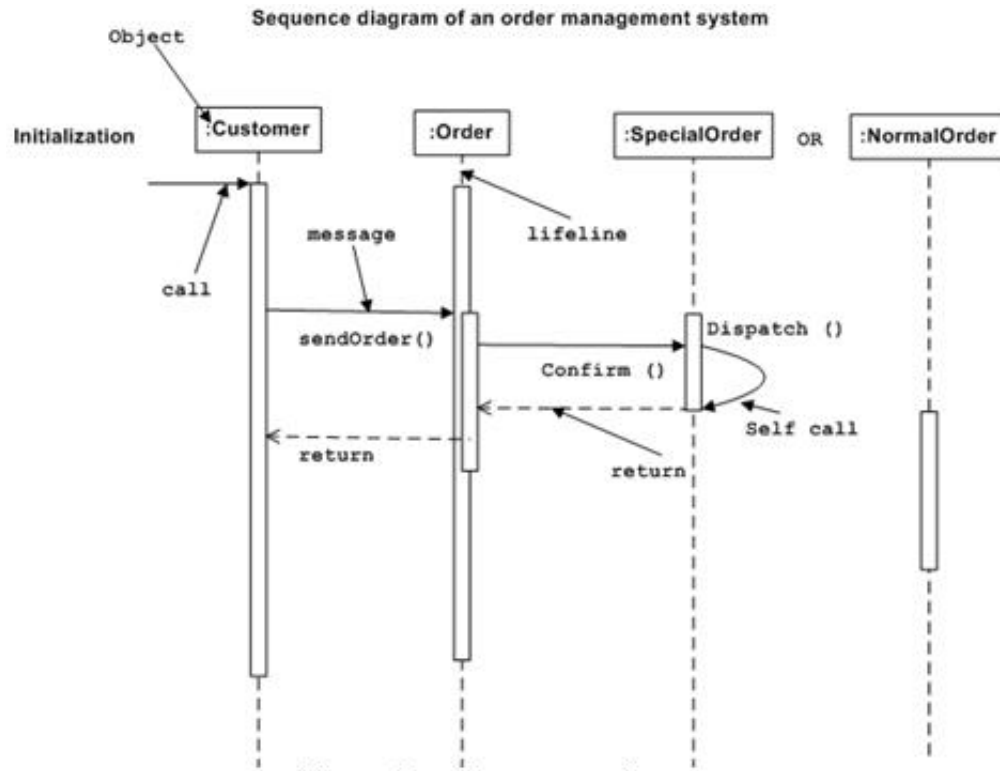 Sequence diagram of an order management system
Object
Initialization
:Customer
:Order
:SpecialOrder
OR
:NormalOrder
message
lifeline
call
sendOrder()
Dispatch ()
Confirm ()
Self call
return
return